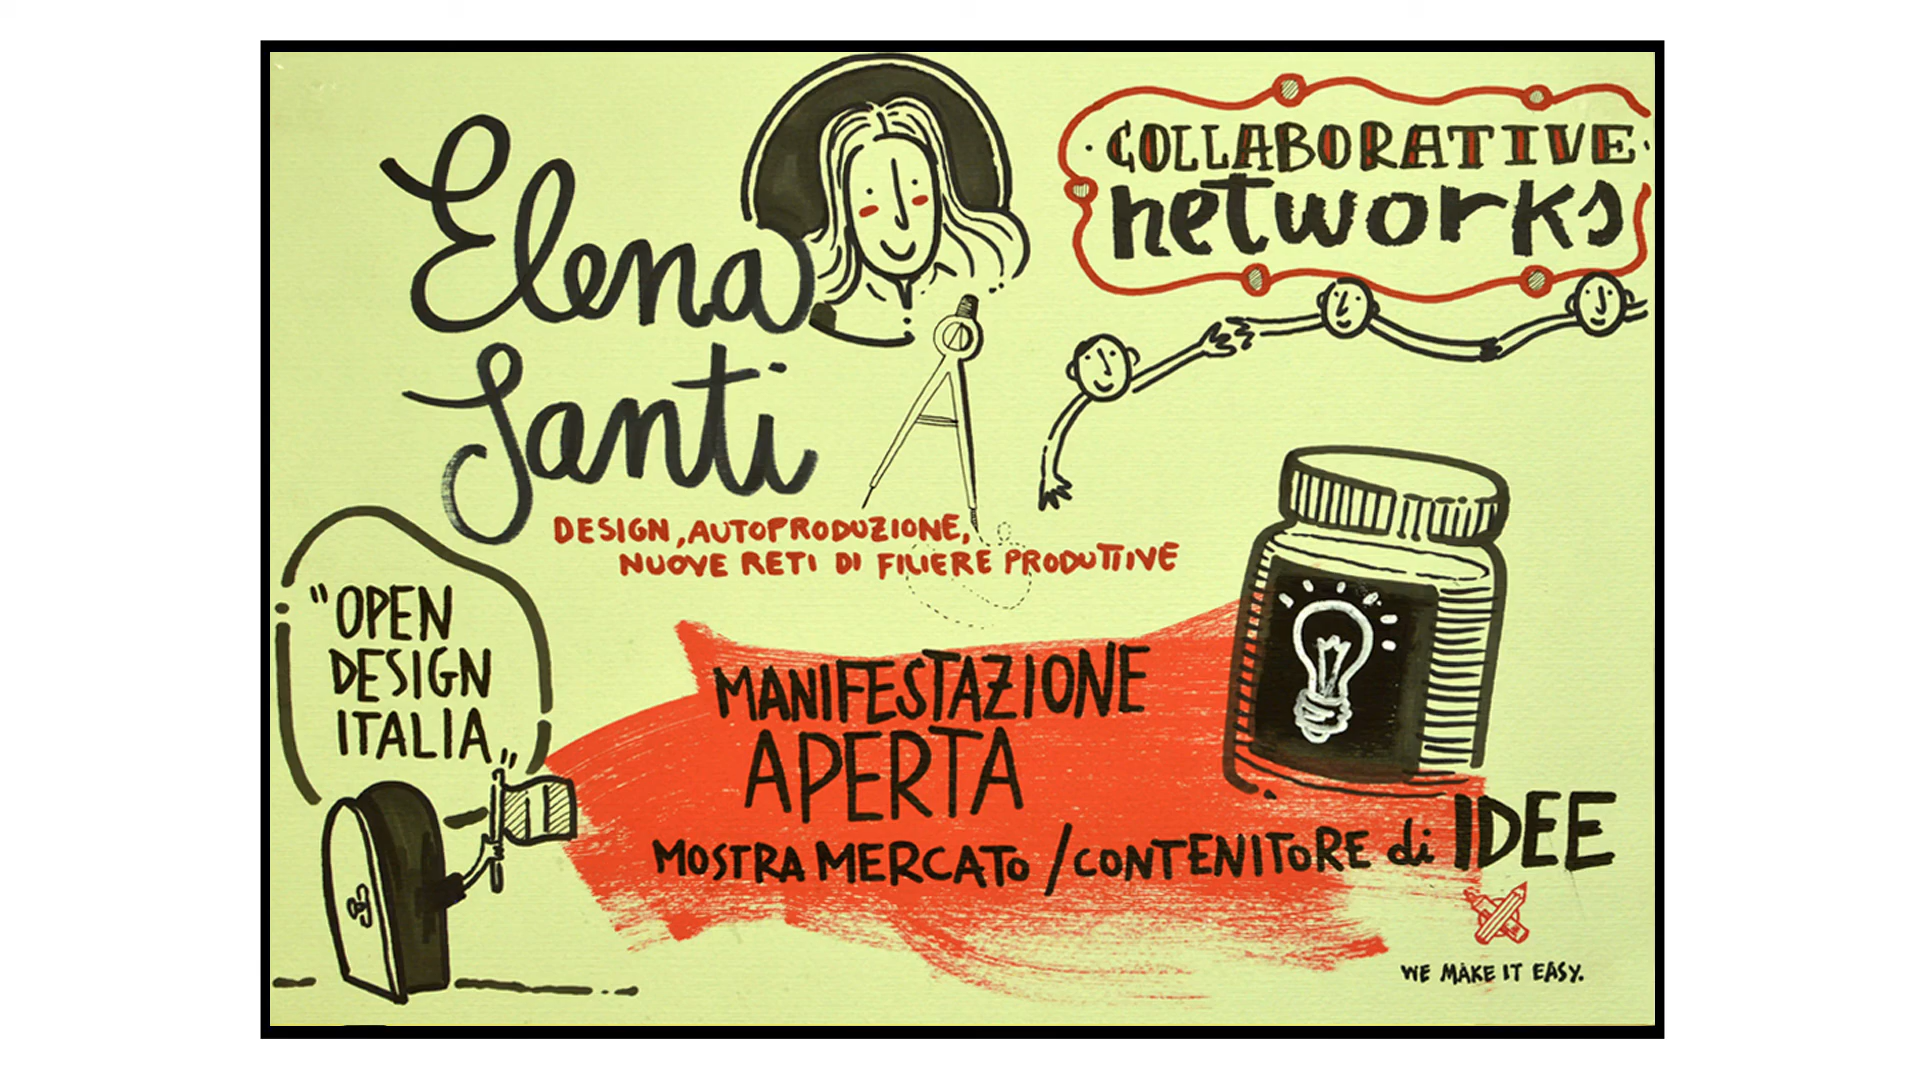 Elena
Santi
COLLABORATIVE
networks
DESIGN, AUTOPRODUZIONE,
NUOVE RETI DI FILIERE PRODUTTIVE
"OPEN
DESIGN
ITALIA"
MANIFESTAZIONE
APERTA
MOSTRA MERCATO / CONTENITORE di IDEE
WE MAKE IT EASY.